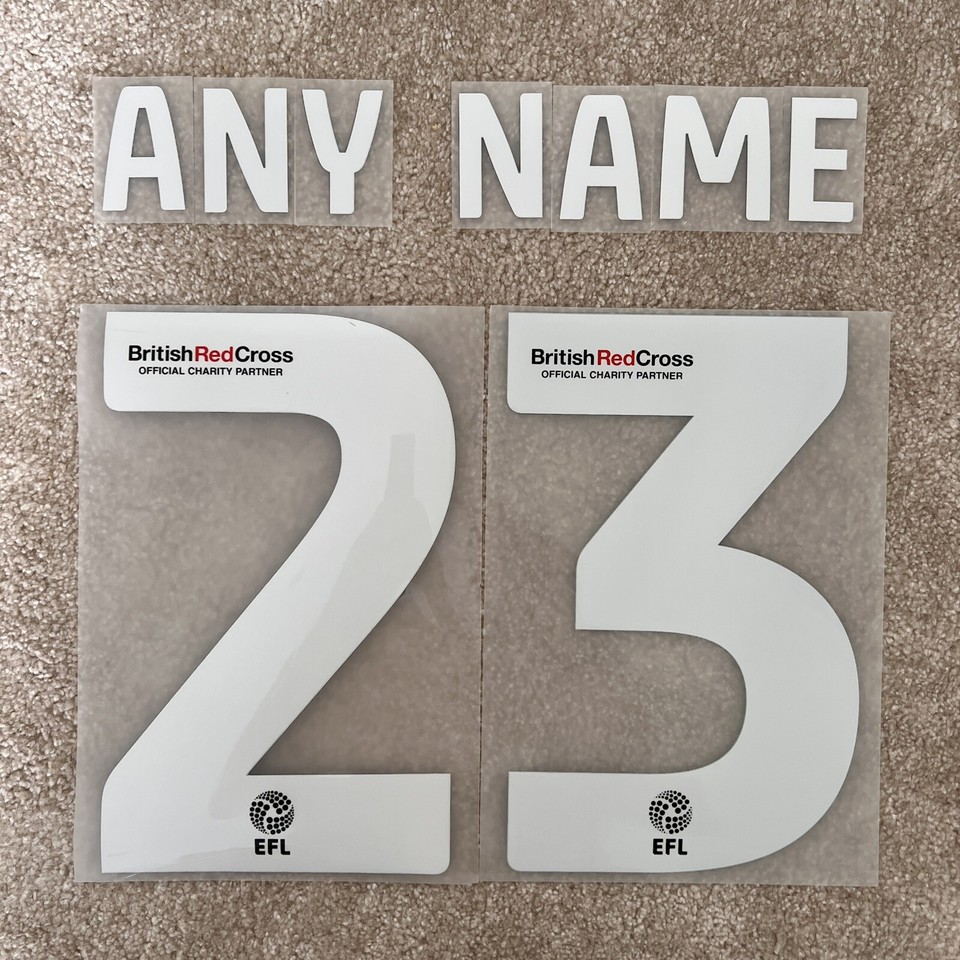 ANY NAME
23
BritishRedCross
OFFICIAL CHARITY PARTNER
BritishRedCross
OFFICIAL CHARITY PARTNER
EFL
EFL